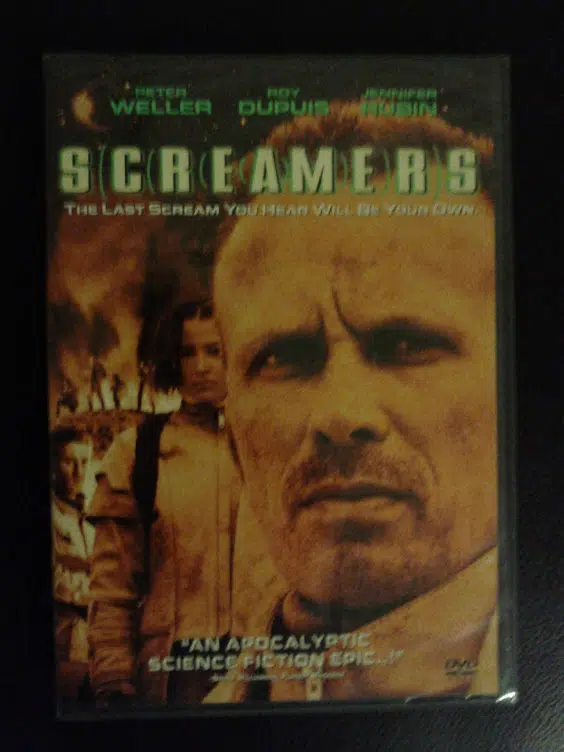 PETER WELLER
ROY DUPUIS
JENNIFER RUBIN
SCREAMERS
THE LAST SCREAM YOU HEAR WILL BE YOUR OWN.
"AN APOCALYPTIC
SCIENCE FICTION EPIC...!"
DVD